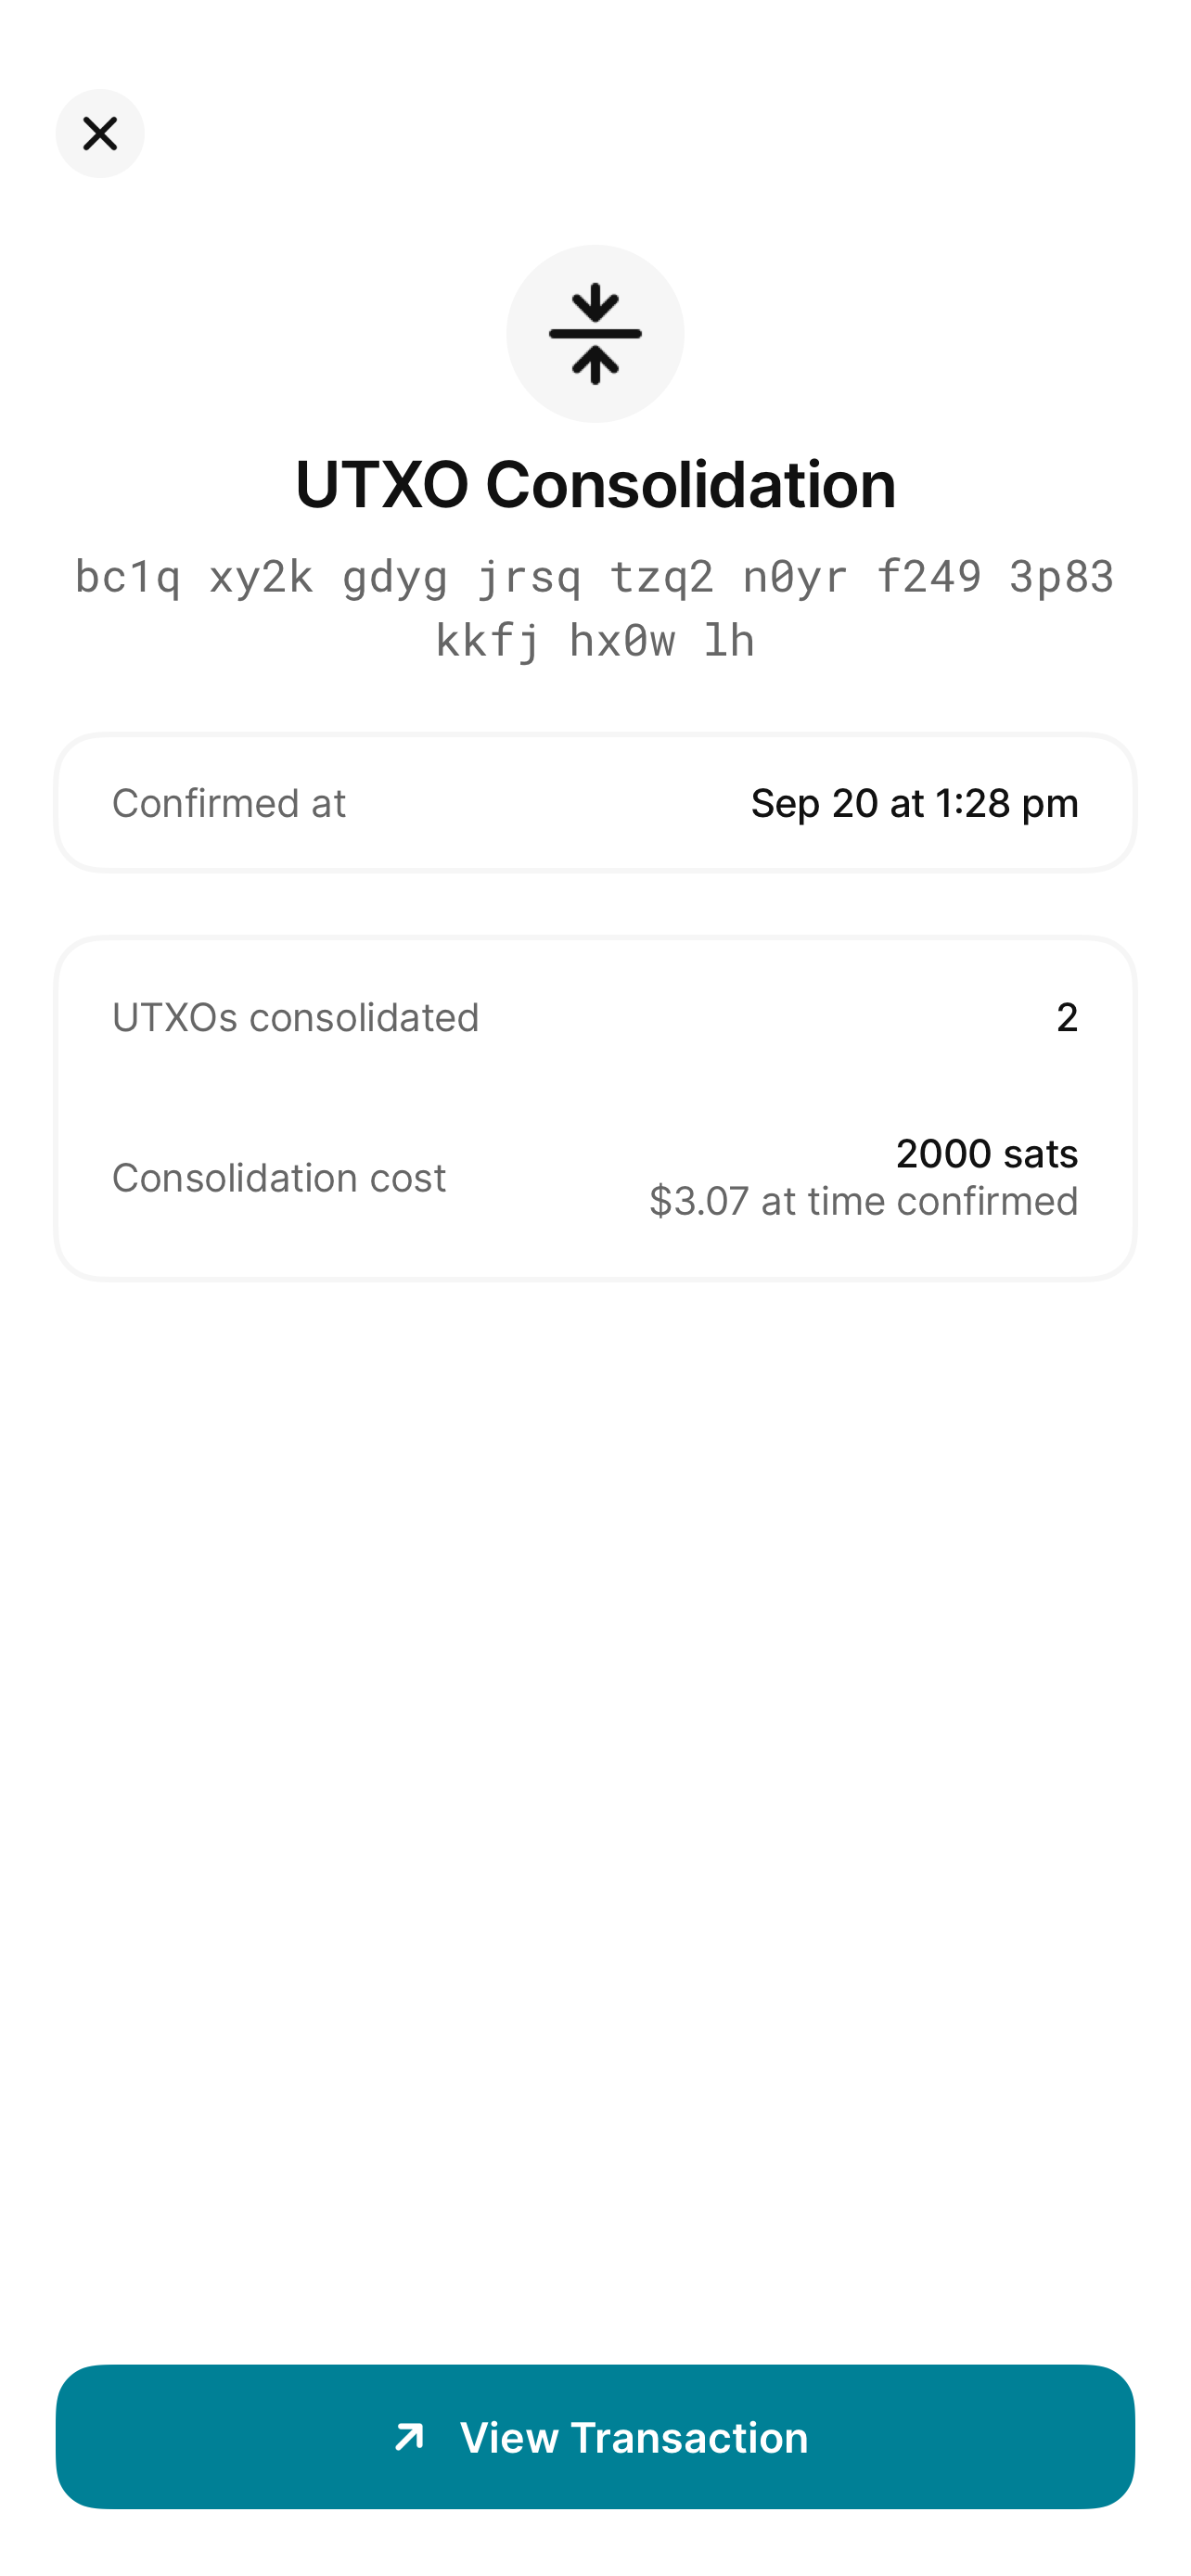 UTXO Consolidation
bc1q xy2k gdyg jrsq tzq2 n0yr f249 3p83
kkfj hx0w lh
Confirmed at Sep 20 at 1:28 pm
UTXOs consolidated 2
Consolidation cost 2000 sats
$3.07 at time confirmed
View Transaction